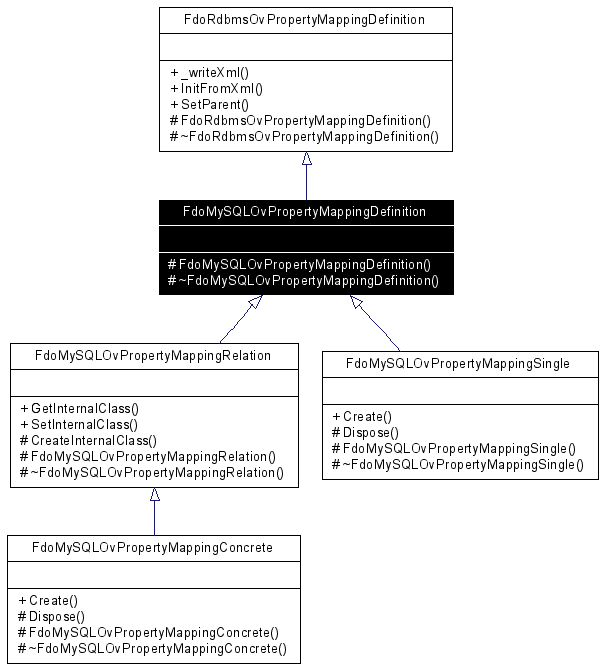 FdoRdbmsOvPropertyMappingDefinition
+ _writeXml()
+ InitFromXml()
+ SetParent()
# FdoRdbmsOvPropertyMappingDefinition()
# ~FdoRdbmsOvPropertyMappingDefinition()
FdoMySQLOvPropertyMappingDefinition
# FdoMySQLOvPropertyMappingDefinition()
# ~FdoMySQLOvPropertyMappingDefinition()
FdoMySQLOvPropertyMappingRelation
+ GetInternalClass()
+ SetInternalClass()
# CreateInternalClass()
# FdoMySQLOvPropertyMappingRelation()
# ~FdoMySQLOvPropertyMappingRelation()
FdoMySQLOvPropertyMappingSingle
+ Create()
# Dispose()
# FdoMySQLOvPropertyMappingSingle()
# ~FdoMySQLOvPropertyMappingSingle()
FdoMySQLOvPropertyMappingConcrete
+ Create()
# Dispose()
# FdoMySQLOvPropertyMappingConcrete()
# ~FdoMySQLOvPropertyMappingConcrete()